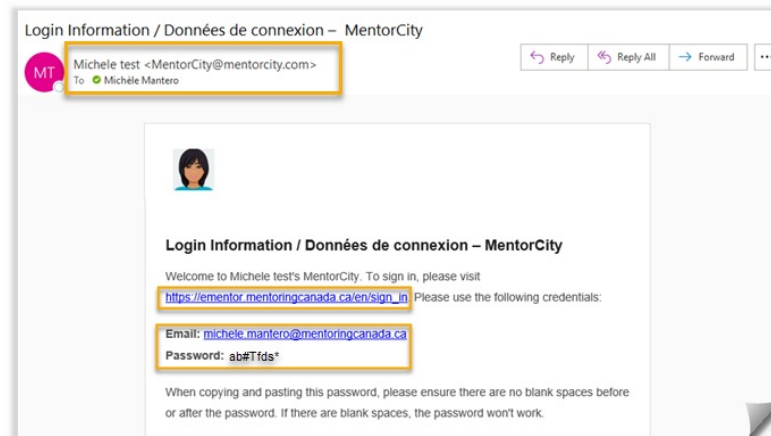 Login Information / Données de connexion – MentorCity
MT
Michele test <MentorCity@mentorcity.com>
To Michèle Mantero
Reply
Reply All
Forward
Login Information / Données de connexion – MentorCity
Welcome to Michele test's MentorCity. To sign in, please visit
https://ementor.mentoringcanada.ca/en/sign_in. Please use the following credentials:
Email: michele.mantero@mentoringcanada.ca
Password: ab#Tfds*
When copying and pasting this password, please ensure there are no blank spaces before
or after the password. If there are blank spaces, the password won't work.